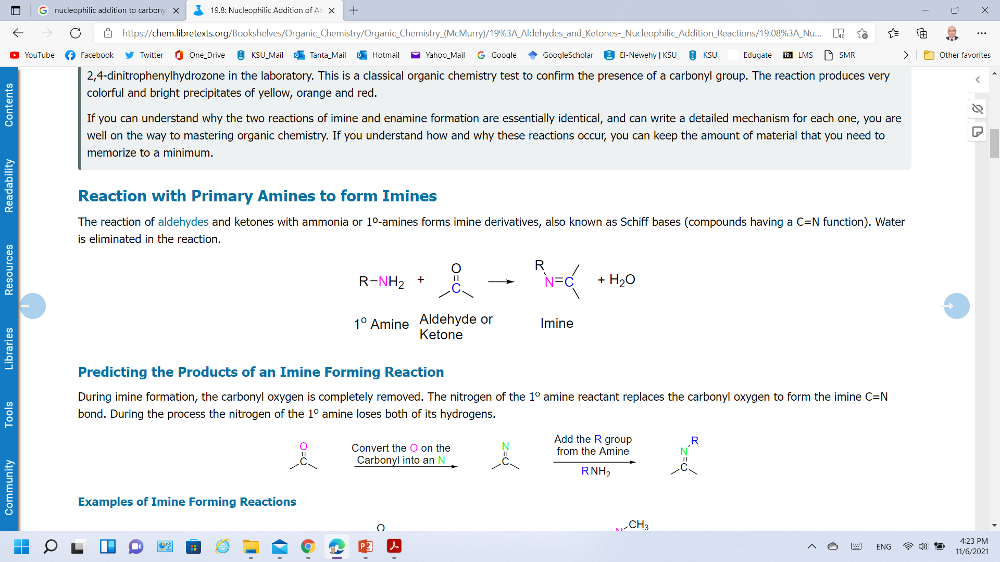 nucleophilic addition to carbony
19.8: Nucleophilic Addition of Am
https://chem.libretexts.org/Bookshelves/Organic_Chemistry/Organic_Chemistry_(McMurry)/19%3A_Aldehydes_and_Ketones-_Nucleophilic_Addition_Reactions/19.08%3A_Nu...
YouTube Facebook Twitter One_Drive KSU_Mail Tanta_Mail Hotmail Yahoo_Mail Google GoogleScholar El-Newehy | KSU KSU Edugate Bb LMS SMR Other favorites
Contents
Readability
Resources
Libraries
Tools
Community
2,4-dinitrophenylhydrozone in the laboratory. This is a classical organic chemistry test to confirm the presence of a carbonyl group. The reaction produces very
colorful and bright precipitates of yellow, orange and red.
If you can understand why the two reactions of imine and enamine formation are essentially identical, and can write a detailed mechanism for each one, you are
well on the way to mastering organic chemistry. If you understand how and why these reactions occur, you can keep the amount of material that you need to
memorize to a minimum.
Reaction with Primary Amines to form Imines
The reaction of aldehydes and ketones with ammonia or 1º-amines forms imine derivatives, also known as Schiff bases (compounds having a C=N function). Water
is eliminated in the reaction.
R-NH2 + O=C → R N=C + H2O
1º Amine Aldehyde or Ketone Imine
Predicting the Products of an Imine Forming Reaction
During imine formation, the carbonyl oxygen is completely removed. The nitrogen of the 1º amine reactant replaces the carbonyl oxygen to form the imine C=N
bond. During the process the nitrogen of the 1º amine loses both of its hydrogens.
O
C
Convert the O on the
Carbonyl into an N
N
C
Add the R group
from the Amine
RNH2
R
N
C
Examples of Imine Forming Reactions
O
N CH3
ENG
4:23 PM
11/6/2021